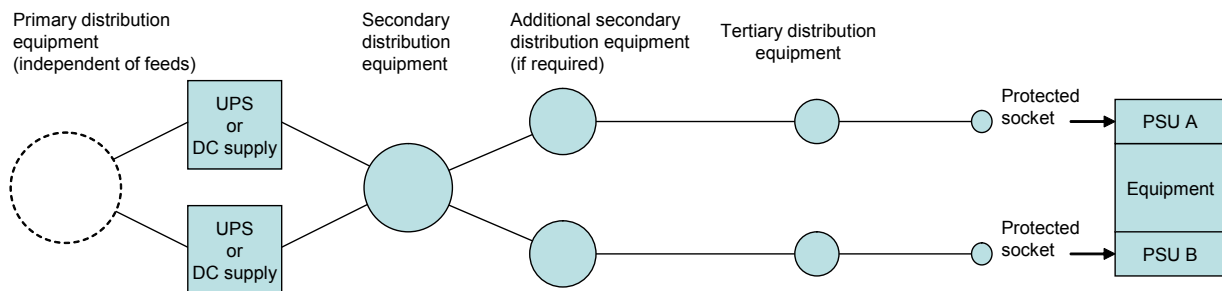 Primary distribution
equipment
(independent of feeds)
Secondary
distribution
equipment
Additional secondary
distribution equipment
(if required)
Tertiary distribution
equipment
UPS
or
DC supply
UPS
or
DC supply
Protected
socket
PSU A
Equipment
Protected
socket
PSU B